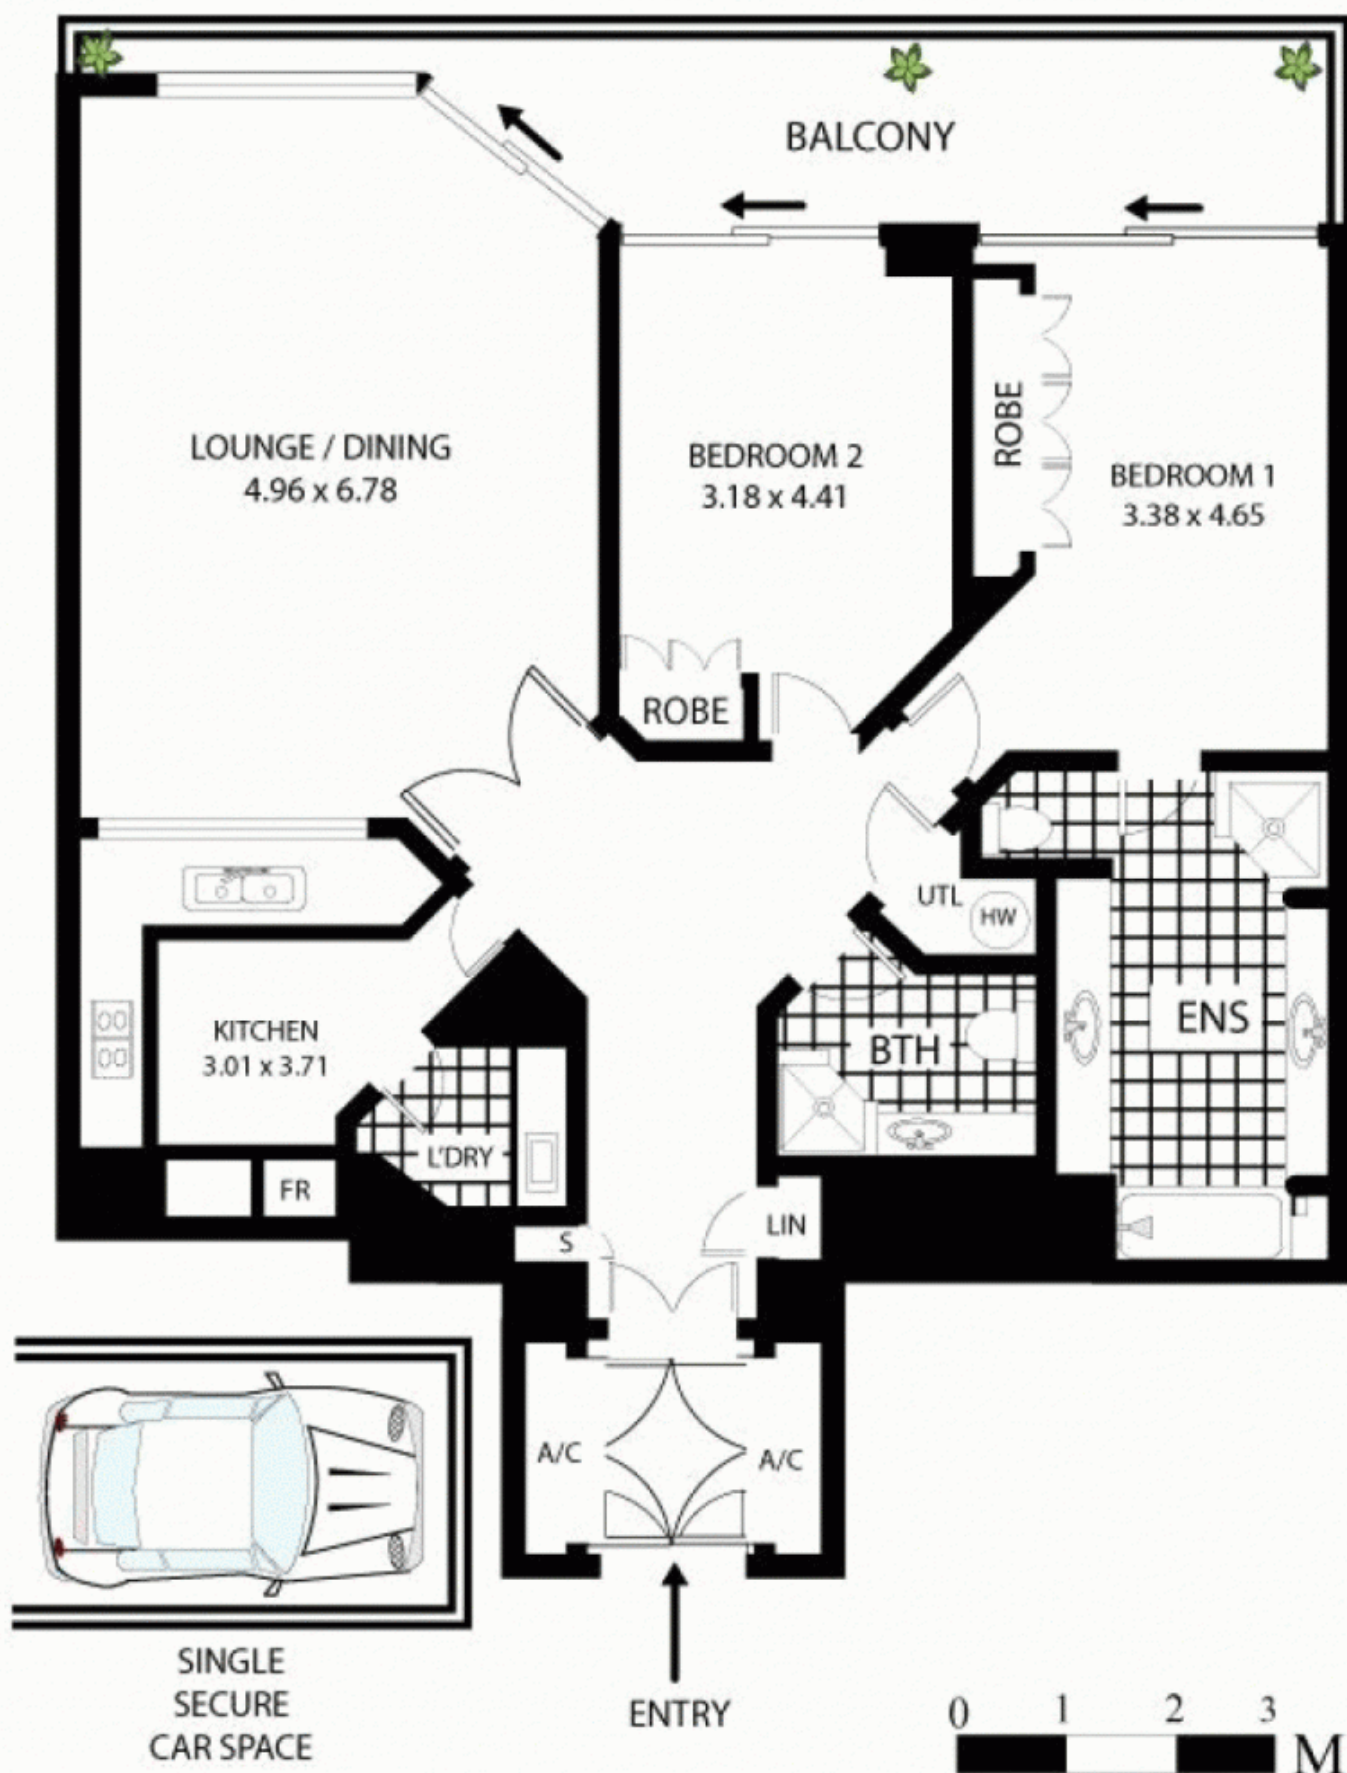 BALCONY
LOUNGE / DINING
4.96 x 6.78
BEDROOM 2
3.18 x 4.41
ROBE
BEDROOM 1
3.38 x 4.65
ROBE
UTL
HW
KITCHEN
3.01 x 3.71
BTH
ENS
L'DRY
FR
S
LIN
A/C
A/C
SINGLE
SECURE
CAR SPACE
ENTRY
0 1 2 3
M